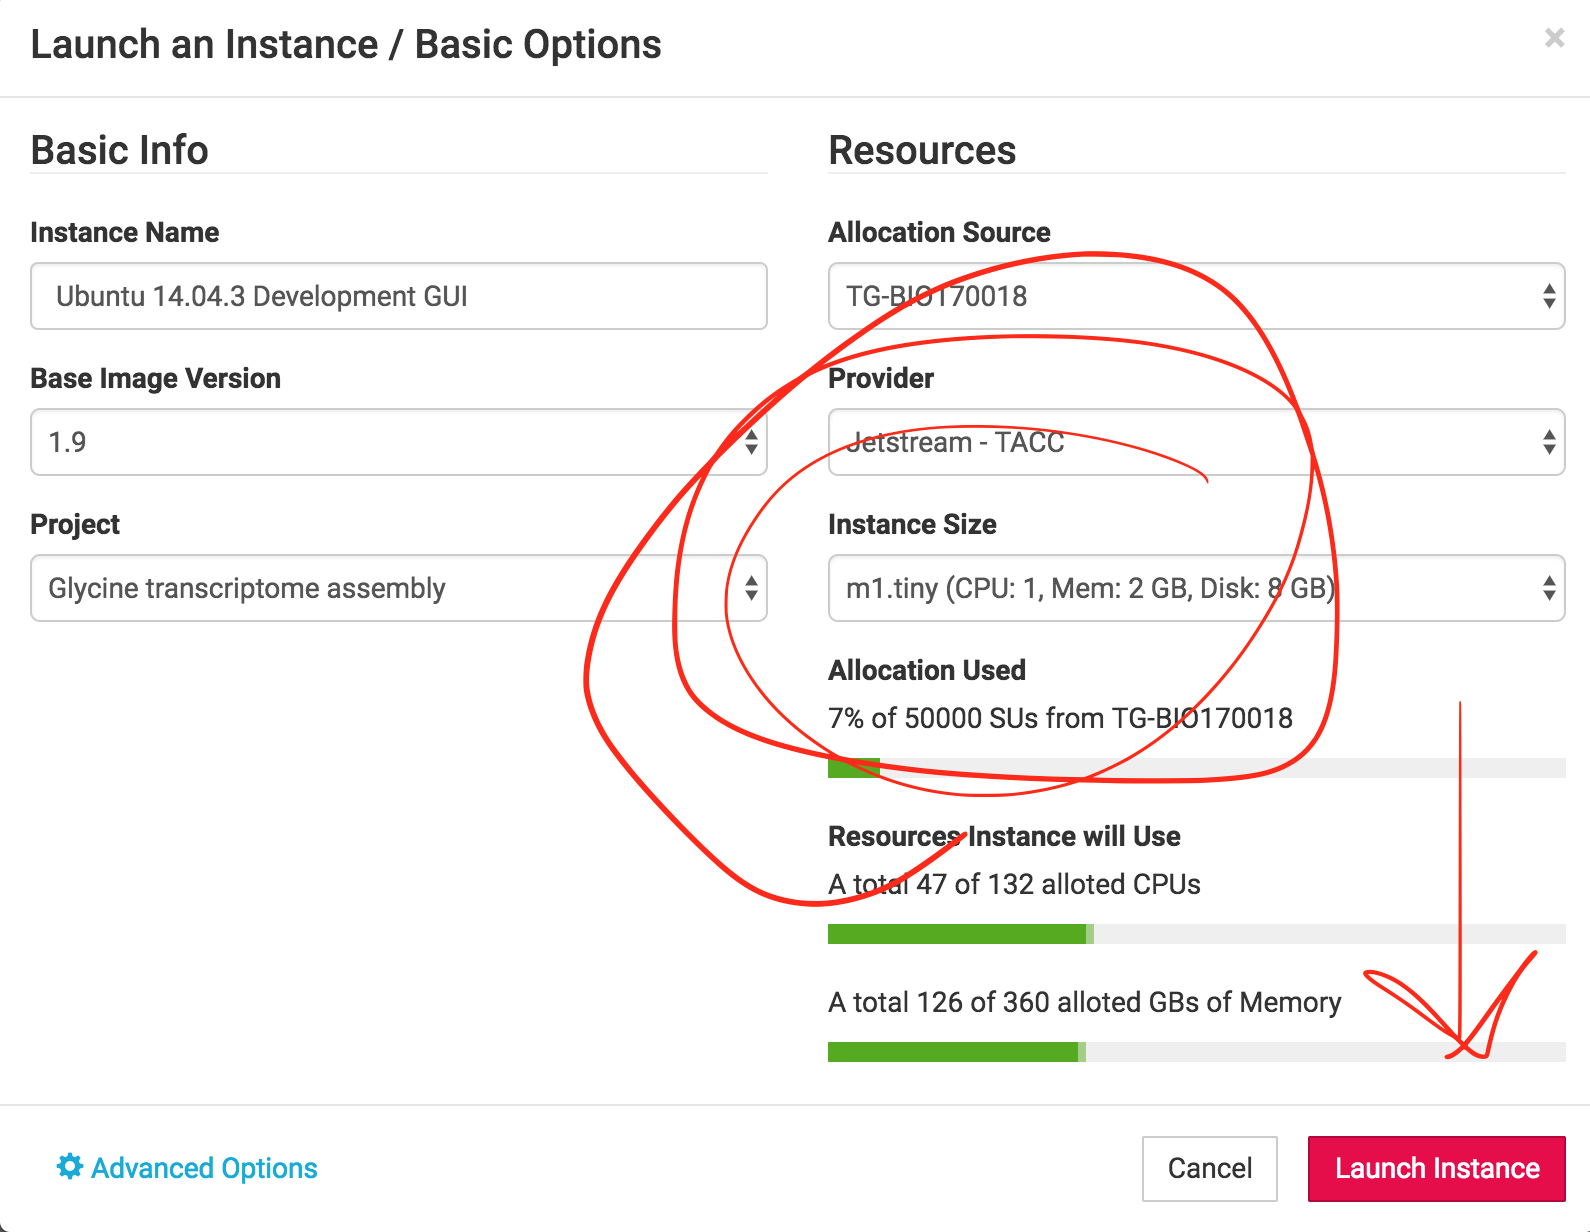 Launch an Instance / Basic Options
×
Basic Info
Instance Name
Ubuntu 14.04.3 Development GUI
Base Image Version
1.9
Project
Glycine transcriptome assembly
Resources
Allocation Source
TG-BIO170018
Provider
Jetstream - TACC
Instance Size
m1.tiny (CPU: 1, Mem: 2 GB, Disk: 8 GB)
Allocation Used
7% of 50000 SUs from TG-BIO170018
Resources Instance will Use
A total 47 of 132 alloted CPUs
A total 126 of 360 alloted GBs of Memory
Advanced Options
Cancel
Launch Instance